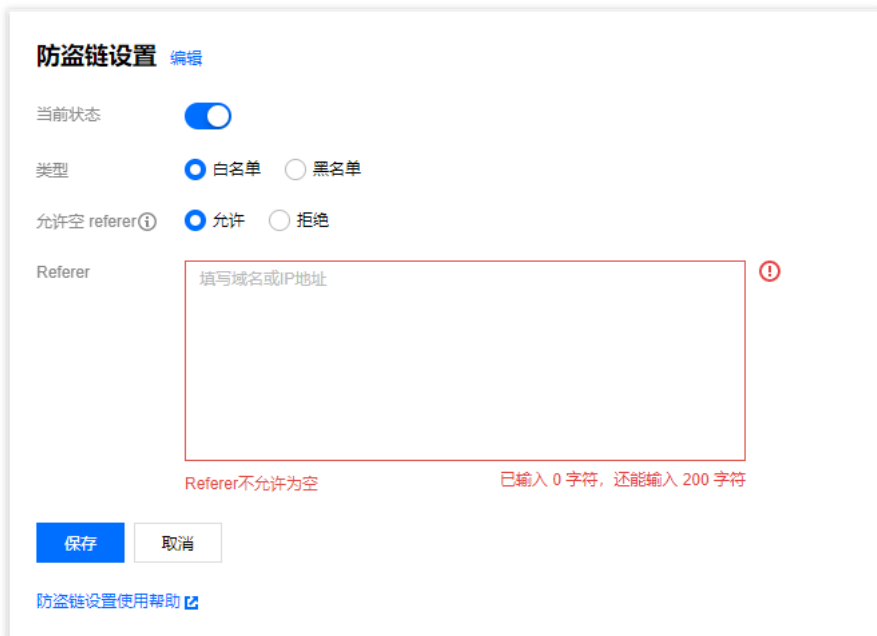 防盗链设置 编辑
当前状态
类型 白名单 黑名单
允许空 referer 允许 拒绝
Referer 填写域名或IP地址
Referer不允许为空 已输入 0 字符，还能输入 200 字符
保存 取消
防盗链设置使用帮助